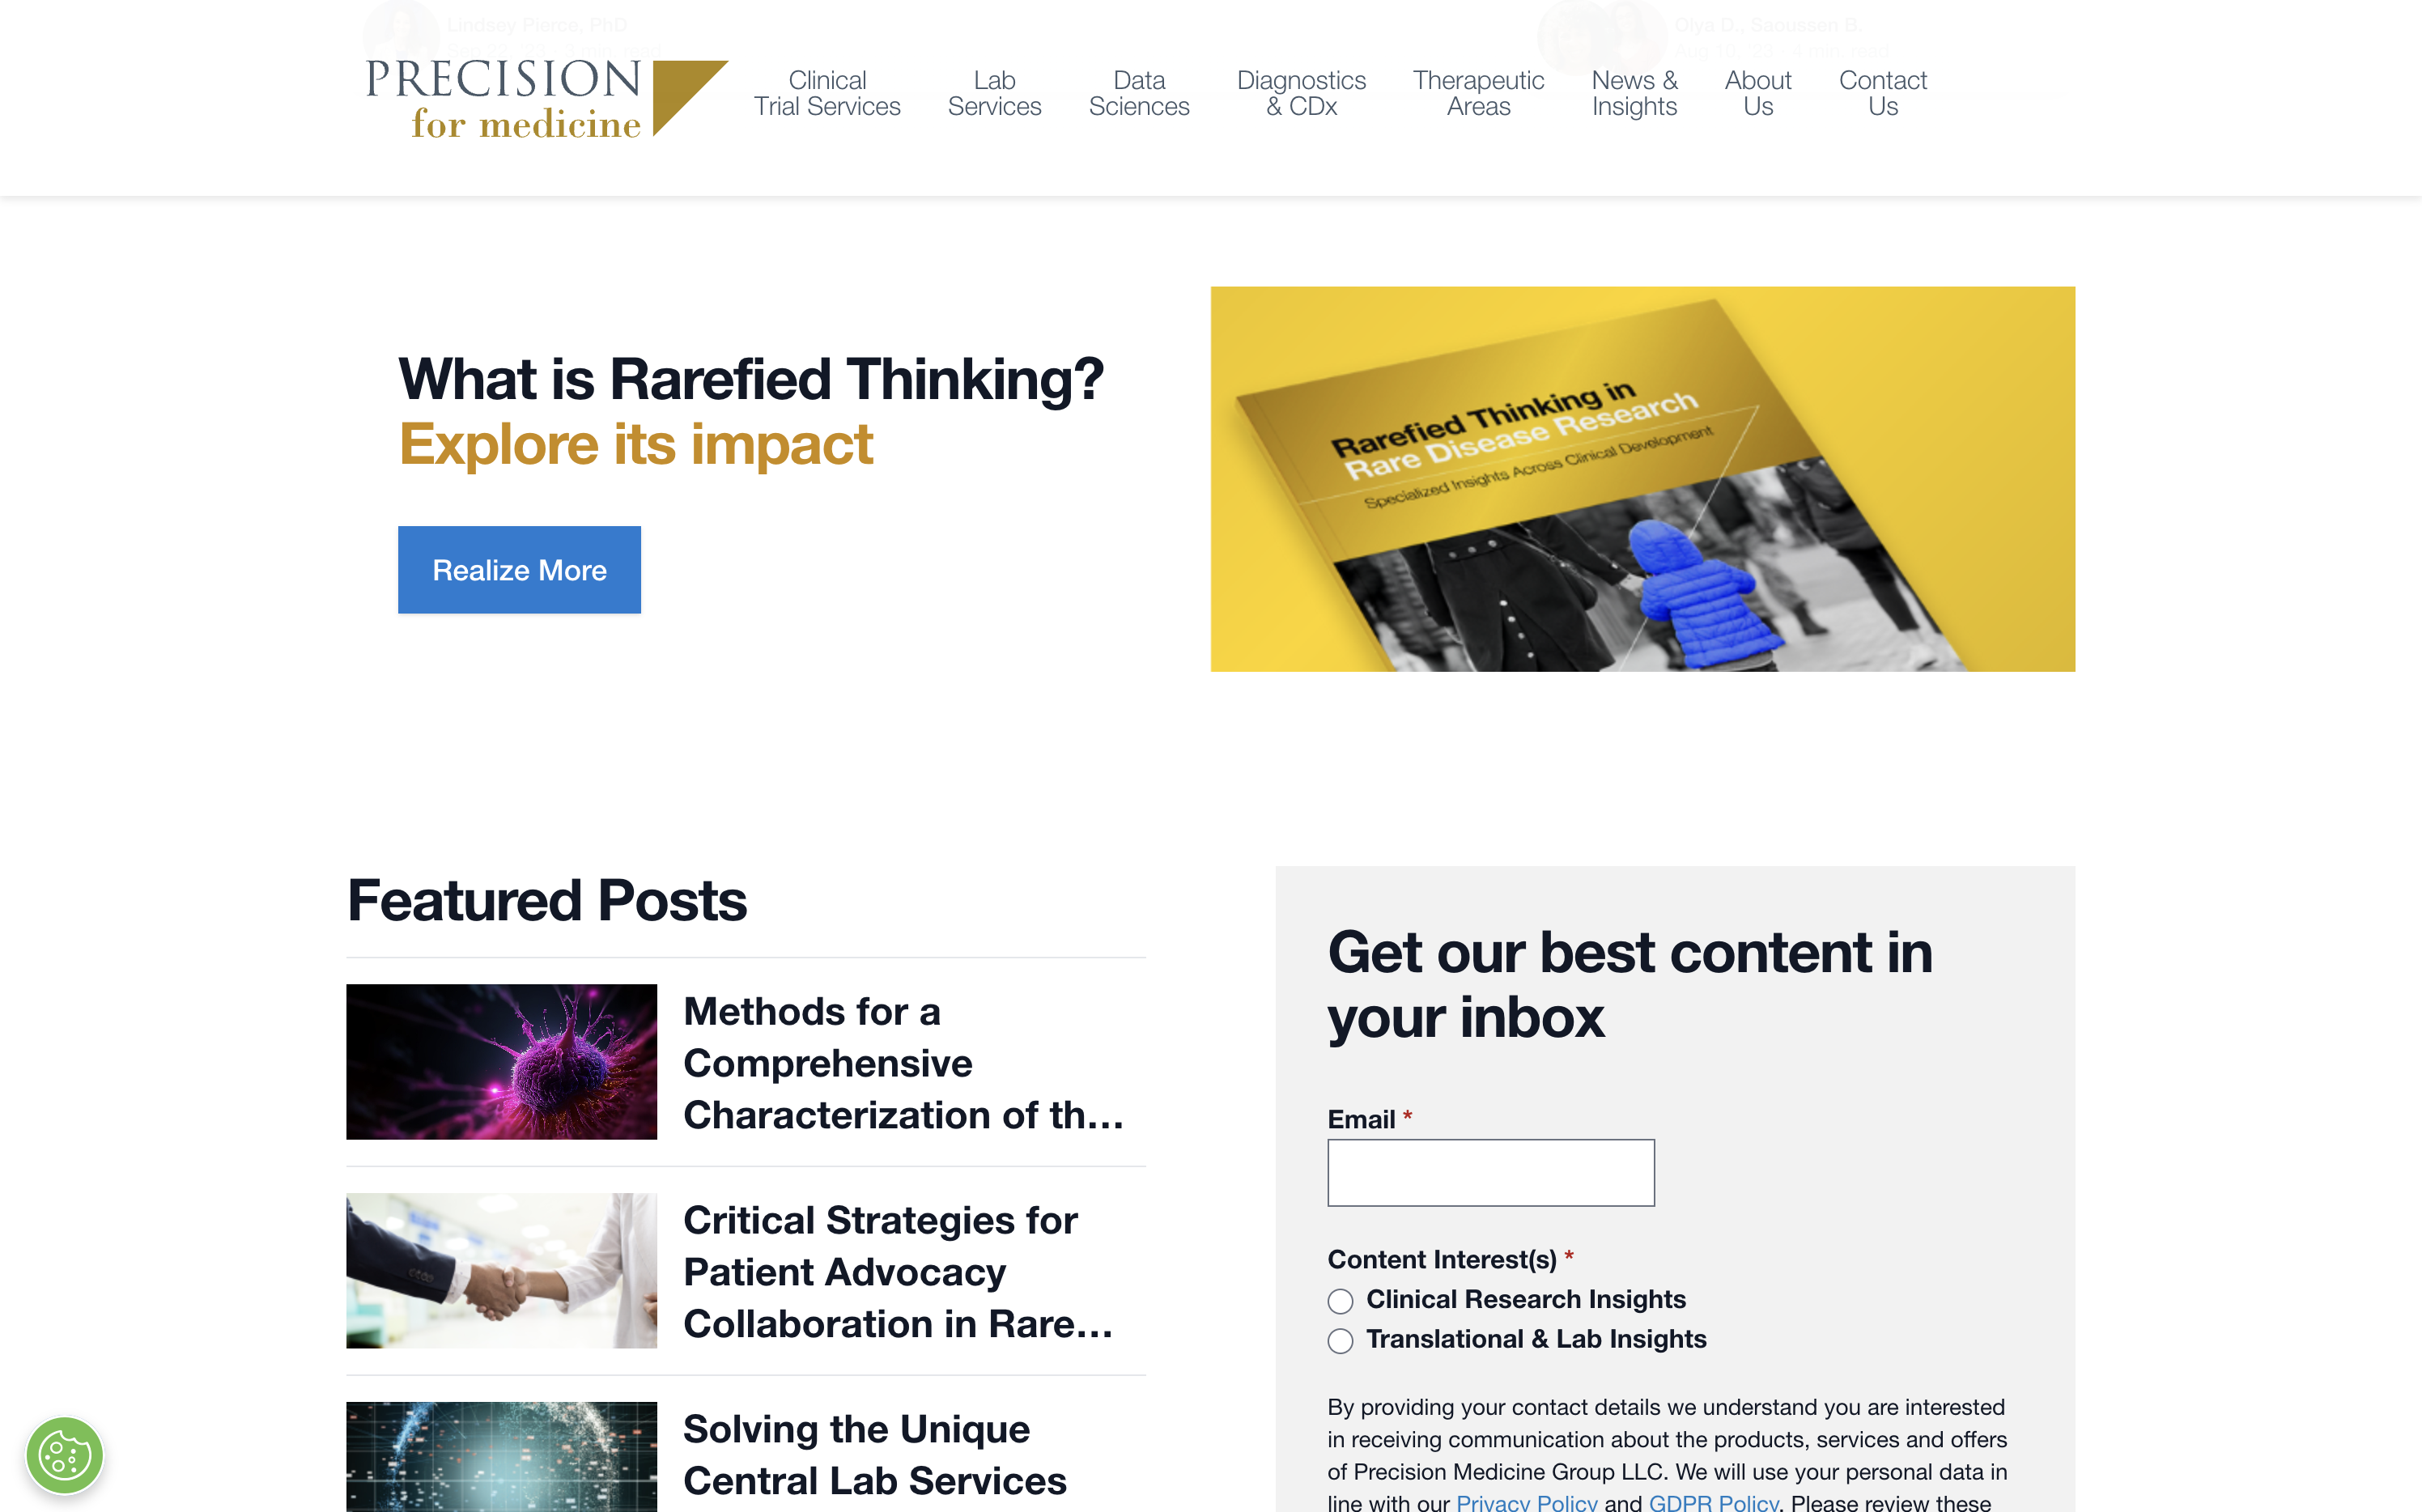 Lindsey Pierce, PhD
Olya D., Saoussen B.
PRECISION
for medicine
Clinical
Trial Services
Lab
Services
Data
Sciences
Diagnostics
& CDx
Therapeutic
Areas
News &
Insights
About
Us
Contact
Us
What is Rarefied Thinking?
Explore its impact
Realize More
Rarefied Thinking in
Rare Disease Research
Specialized Insights Across Clinical Development
Featured Posts
Methods for a
Comprehensive
Characterization of th…
Critical Strategies for
Patient Advocacy
Collaboration in Rare…
Solving the Unique
Central Lab Services
Get our best content in
your inbox
Email *
Content Interest(s) *
Clinical Research Insights
Translational & Lab Insights
By providing your contact details we understand you are interested
in receiving communication about the products, services and offers
of Precision Medicine Group LLC. We will use your personal data in
line with our Privacy Policy and GDPR Policy. Please review these